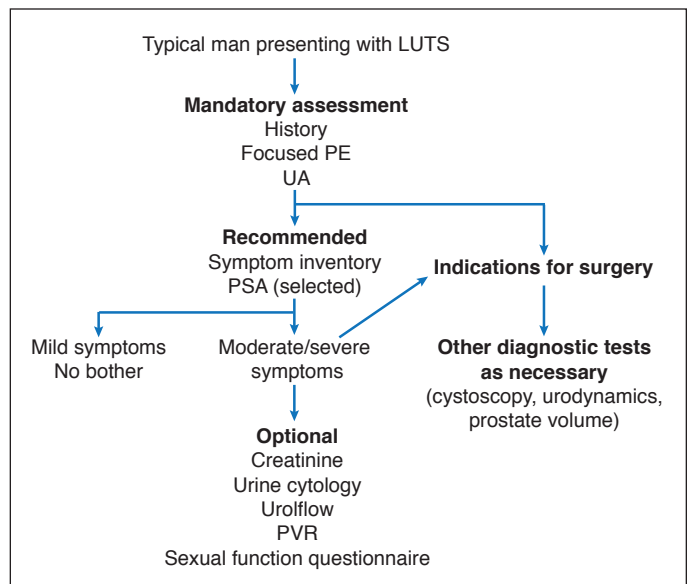 Typical man presenting with LUTS
Mandatory assessment
History
Focused PE
UA
Recommended
Symptom inventory
PSA (selected)
Indications for surgery
Mild symptoms
No bother
Moderate/severe
symptoms
Other diagnostic tests
as necessary
(cystoscopy, urodynamics,
prostate volume)
Optional
Creatinine
Urine cytology
Urolflow
PVR
Sexual function questionnaire